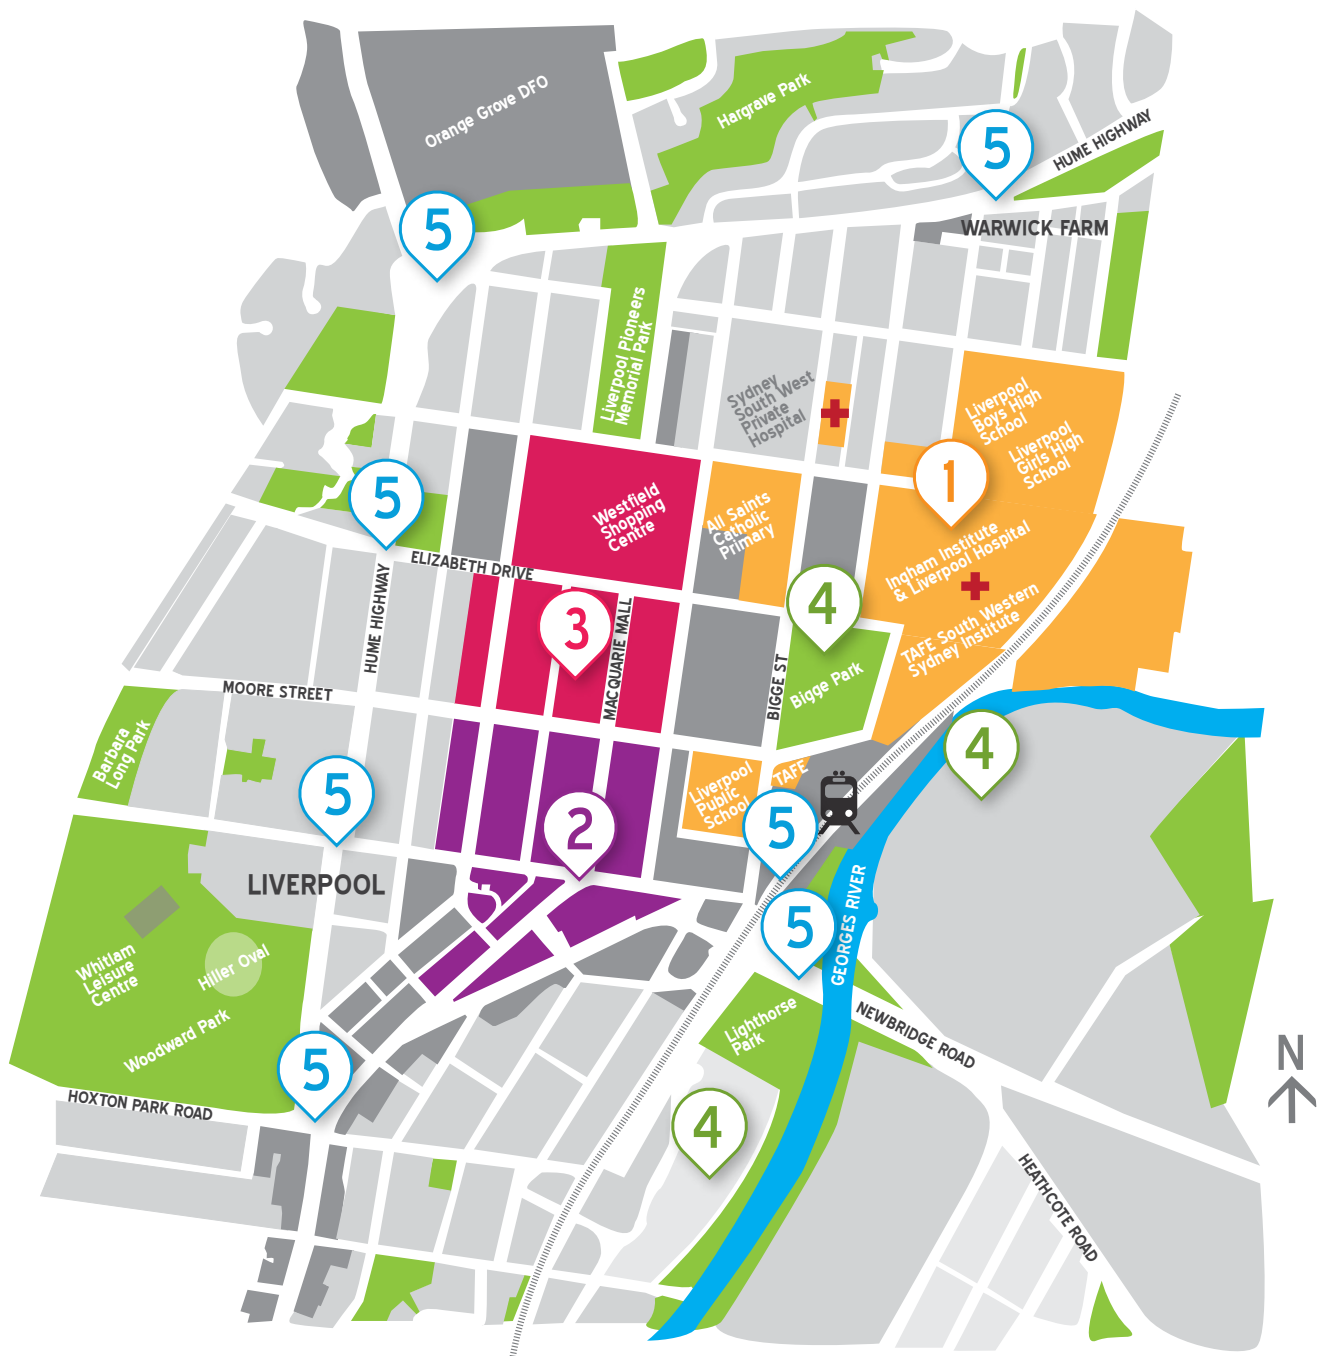 Orange Grove DFO
Hargrave Park
5
HUME HIGHWAY
5
WARWICK FARM
Liverpool Pioneers
Memorial Park
Sydney
South West
Private
Hospital
Liverpool
Boys High
School
Liverpool
Girls High
School
1
5
Westfield
Shopping
Centre
All Saints
Catholic
Primary
Ingham Institute
& Liverpool Hospital
ELIZABETH DRIVE
HUME HIGHWAY
3
MACQUARIE MALL
4
TAFE South Western
Sydney Institute
BIGGE ST
Bigge Park
MOORE STREET
Barbara
Long Park
4
5
2
Liverpool
Public
School
TAFE
5
LIVERPOOL
5
GEORGES RIVER
Whitlam
Leisure
Centre
Hiller Oval
Woodward Park
Lighthorse
Park
NEWBRIDGE ROAD
N
5
HOXTON PARK ROAD
4
HEATHCOTE ROAD